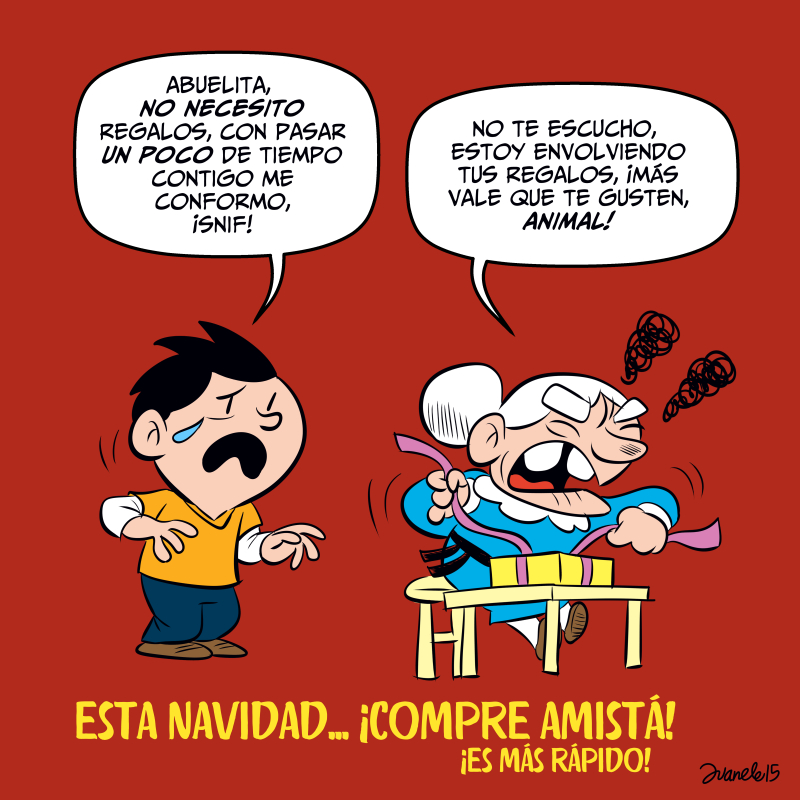 ABUELITA,
NO NECESITO
REGALOS, CON PASAR
UN POCO DE TIEMPO
CONTIGO ME
CONFORMO,
¡SNIF!
NO TE ESCUCHO,
ESTOY ENVOLVIENDO
TUS REGALOS, ¡MÁS
VALE QUE TE GUSTEN,
ANIMAL!
ESTA NAVIDAD... ¡COMPRE AMISTÁ!
¡ES MÁS RÁPIDO!
Juanele15